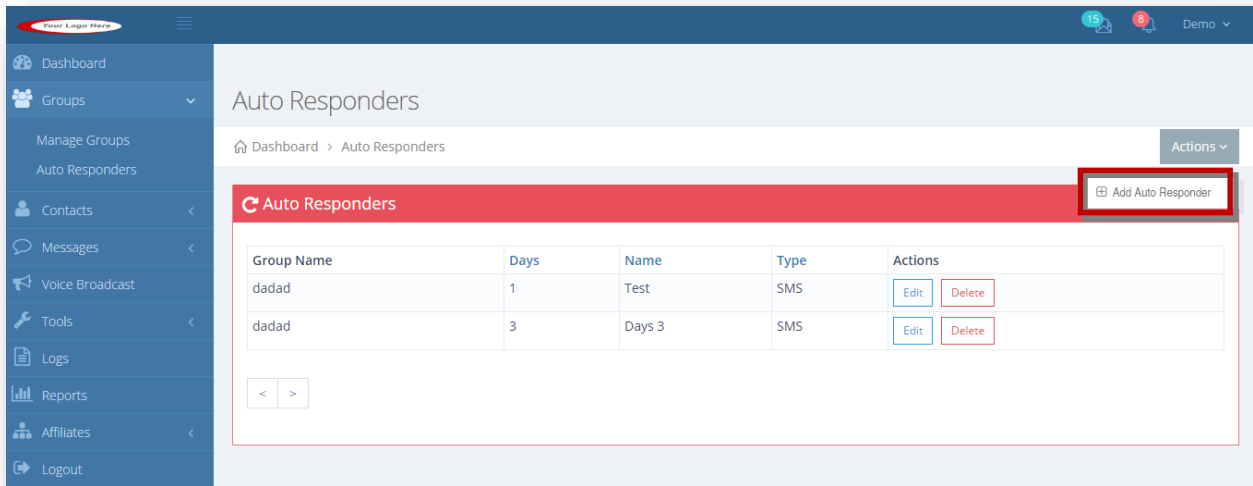 Your Logo Here
15
8
Demo
Dashboard
Groups
Manage Groups
Auto Responders
Contacts
Messages
Voice Broadcast
Tools
Logs
Reports
Affiliates
Logout
Auto Responders
Dashboard > Auto Responders
Actions
Add Auto Responder
Auto Responders
Group Name Days Name Type Actions
dadad 1 Test SMS Edit Delete
dadad 3 Days 3 SMS Edit Delete
< >